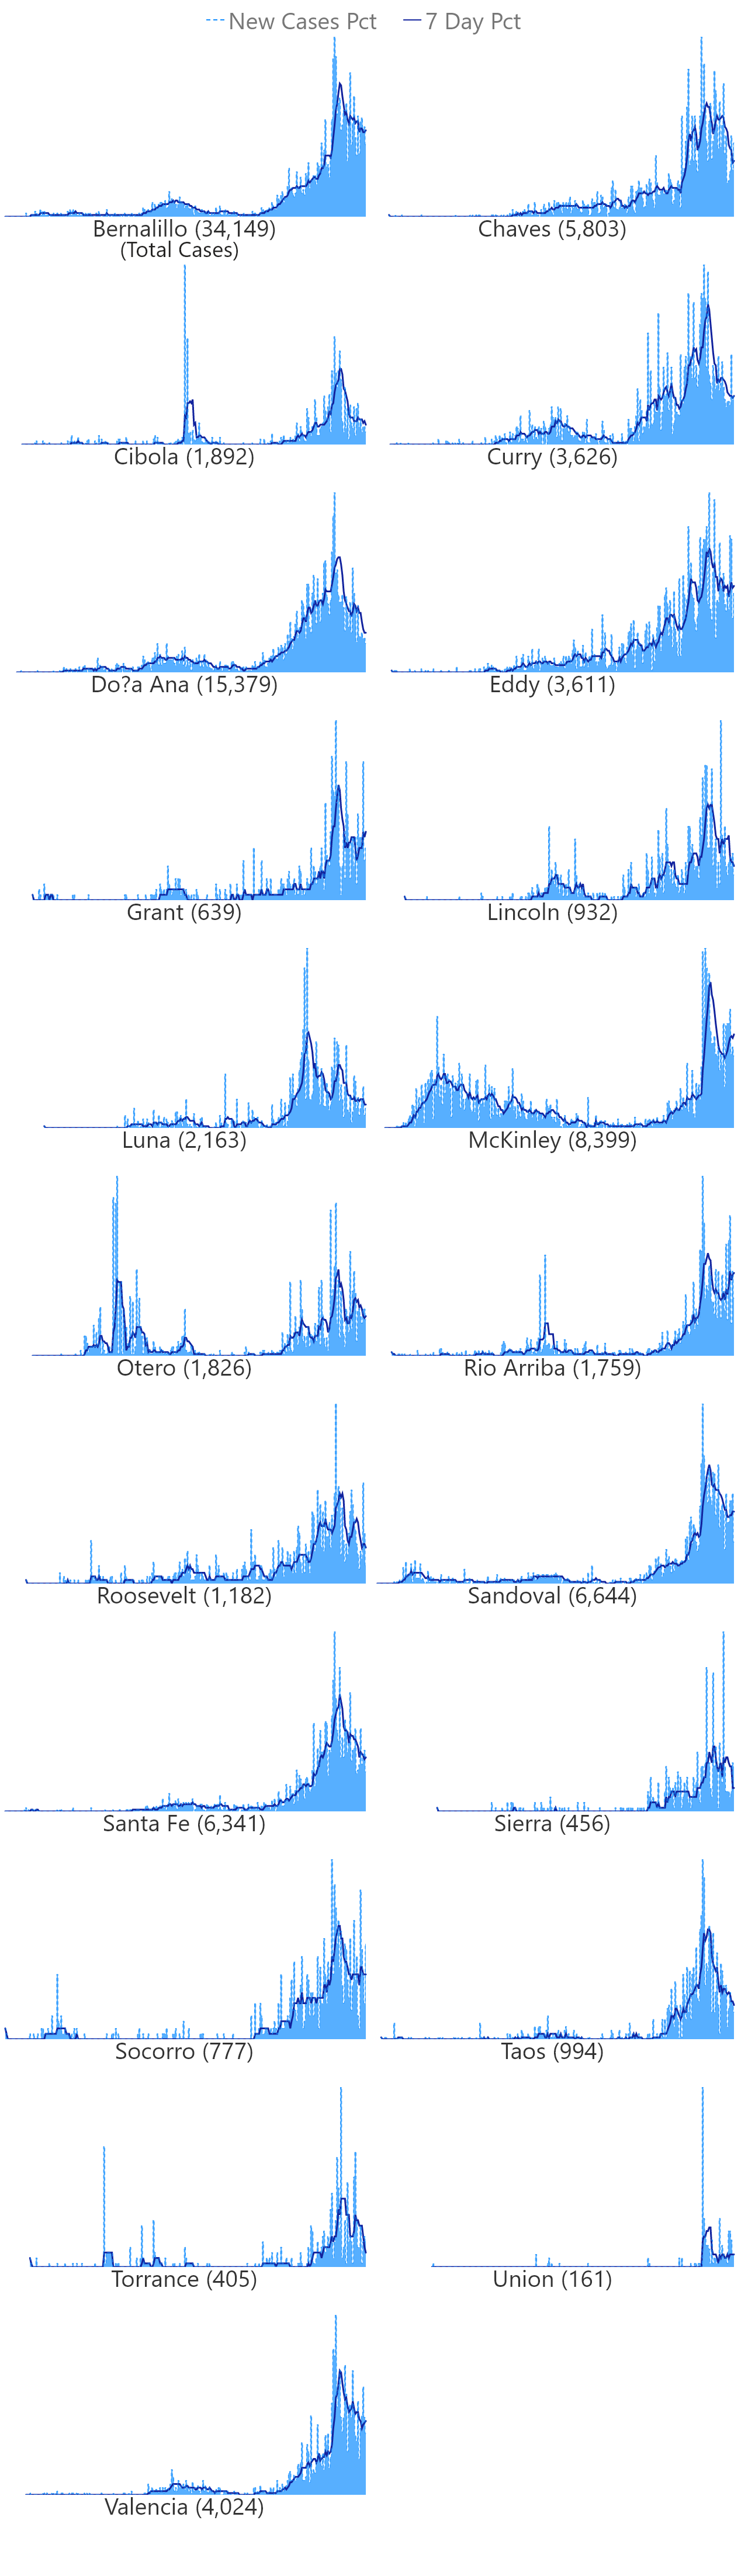 New Cases Pct 7 Day Pct
Bernalillo (34,149) Chaves (5,803)
(Total Cases)
Cibola (1,892) Curry (3,626)
Do?a Ana (15,379) Eddy (3,611)
Grant (639) Lincoln (932)
Luna (2,163) McKinley (8,399)
Otero (1,826) Rio Arriba (1,759)
Roosevelt (1,182) Sandoval (6,644)
Santa Fe (6,341) Sierra (456)
Socorro (777) Taos (994)
Torrance (405) Union (161)
Valencia (4,024)